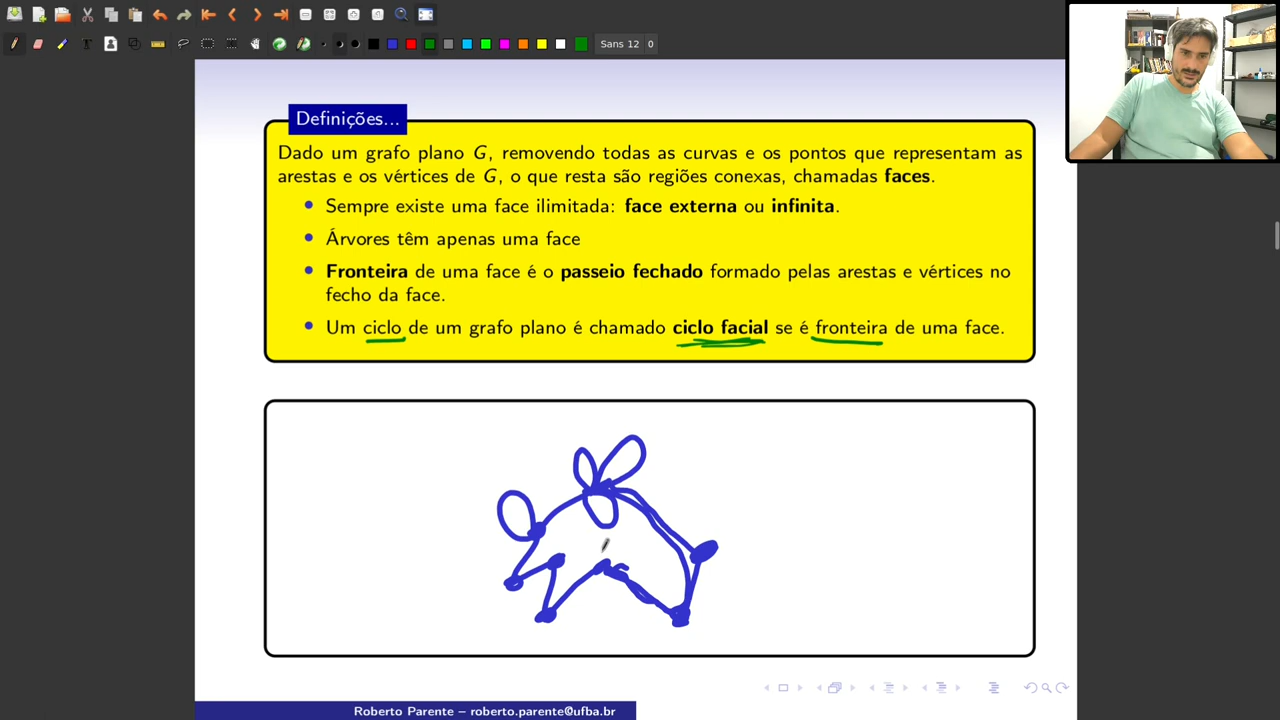 Sans 12 0
Definições...
Dado um grafo plano G, removendo todas as curvas e os pontos que representam as
arestas e os vértices de G, o que resta são regiões conexas, chamadas faces.
Sempre existe uma face ilimitada: face externa ou infinita.
Árvores têm apenas uma face
Fronteira de uma face é o passeio fechado formado pelas arestas e vértices no
fecho da face.
Um ciclo de um grafo plano é chamado ciclo facial se é fronteira de uma face.
Roberto Parente – roberto.parente@ufba.br